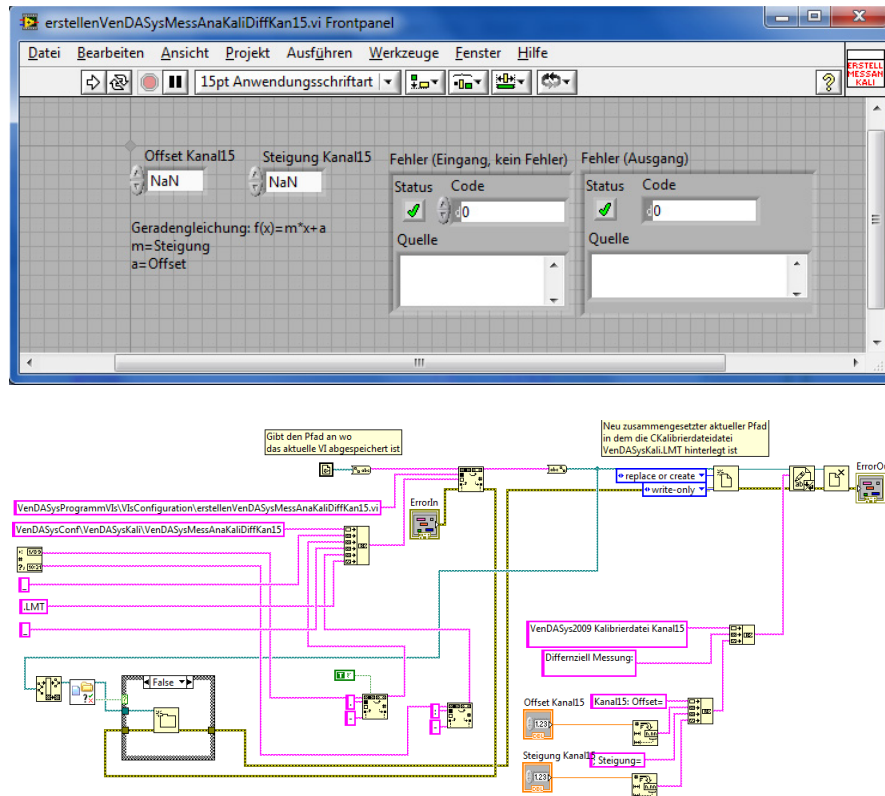 erstellenVenDASysMessAnaKaliDiffKan15.vi Frontpanel
Datei Bearbeiten Ansicht Projekt Ausführen Werkzeuge Fenster Hilfe
15pt Anwendungsschriftart
ERSTELL
MESSAN
KALI
Offset Kanal15 Steigung Kanal15 Fehler (Eingang, kein Fehler) Fehler (Ausgang)
NaN NaN
Status Code Status Code
0 0
Geradengleichung: f(x)=m*x+a
m=Steigung
a=Offset
Quelle Quelle
Gibt den Pfad an wo
das aktuelle VI abgespeichert ist
Neu zusammengesetzter aktueller Pfad
in dem die CKalibrierdateidatei
VenDASysKali.LMT hinterlegt ist
replace or create
write-only
ErrorIn
VenDASysProgrammVIs\VIsConfiguration\erstellenVenDASysMessAnaKaliDiffKan15.vi
VenDASysConf\VenDASysKali\VenDASysMessAnaKaliDiffKan15
_
.LMT
_
False
T
VenDASys2009 Kalibrierdatei Kanal15
Differnziell Messung:
Offset Kanal15 Kanal15: Offset=
1.23
Steigung Kanal15 Steigung=
1.23